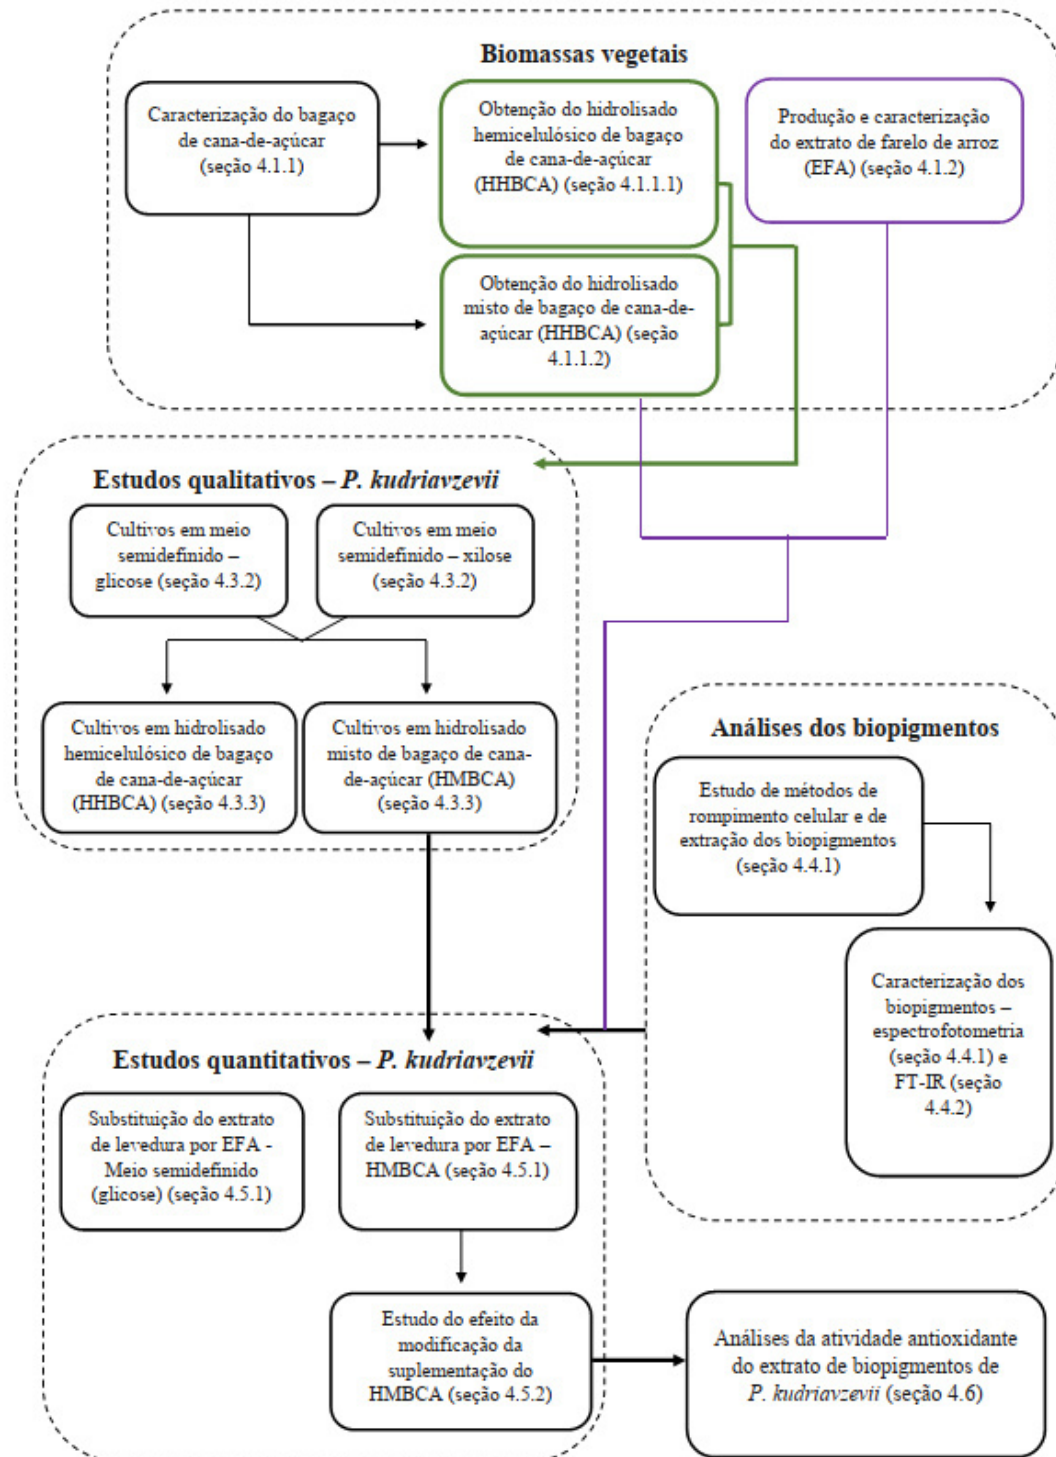 Biomassas vegetais
Caracterização do bagaço
de cana-de-açúcar
(seção 4.1.1)
Obtenção do hidrolisado
hemicelulósico de bagaço
de cana-de-açúcar
(HHBCA) (seção 4.1.1.1)
Produção e caracterização
do extrato de farelo de arroz
(EFA) (seção 4.1.2)
Obtenção do hidrolisado
misto de bagaço de cana-de-
açúcar (HHBCA) (seção
4.1.1.2)
Estudos qualitativos – P. kudriavzevii
Cultivos em meio
semidefinido –
glicose (seção 4.3.2)
Cultivos em meio
semidefinido – xilose
(seção 4.3.2)
Cultivos em hidrolisado
hemicelulósico de bagaço
de cana-de-açúcar
(HHBCA) (seção 4.3.3)
Cultivos em hidrolisado
misto de bagaço de cana-
de-açúcar (HMBCA)
(seção 4.3.3)
Análises dos biopigmentos
Estudo de métodos de
rompimento celular e de
extração dos biopigmentos
(seção 4.4.1)
Caracterização dos
biopigmentos –
espectrofotometria
(seção 4.4.1) e
FT-IR (seção
4.4.2)
Estudos quantitativos – P. kudriavzevii
Substituição do extrato
de levedura por EFA -
Meio semidefinido
(glicose) (seção 4.5.1)
Substituição do extrato
de levedura por EFA –
HMBCA (seção 4.5.1)
Estudo do efeito da
modificação da
suplementação do
HMBCA (seção 4.5.2)
Análises da atividade antioxidante
do extrato de biopigmentos de
P. kudriavzevii (seção 4.6)